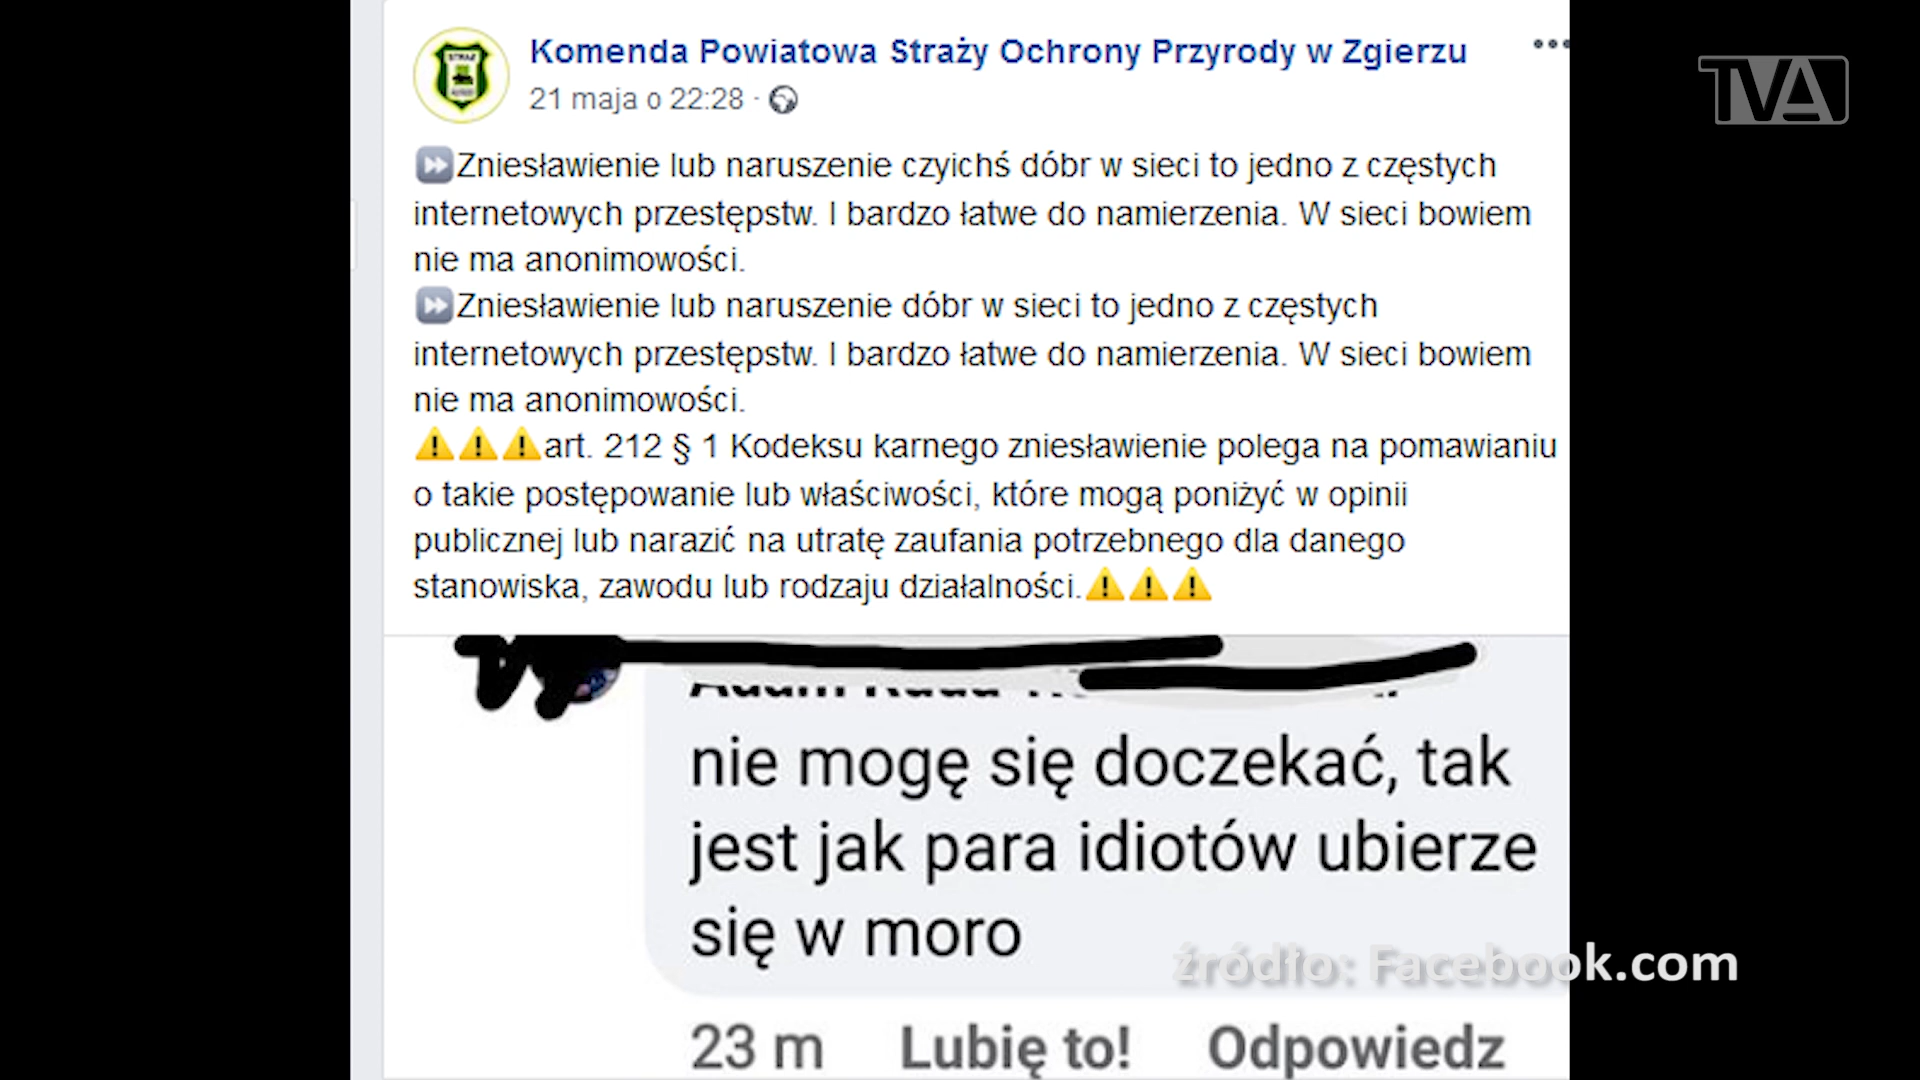 Komenda Powiatowa Straży Ochrony Przyrody w Zgierzu
21 maja o 22:28 ·
TVA
STRAŻ
Zniesławienie lub naruszenie czyichś dóbr w sieci to jedno z częstych
internetowych przestępstw. I bardzo łatwe do namierzenia. W sieci bowiem
nie ma anonimowości.
Zniesławienie lub naruszenie dóbr w sieci to jedno z częstych
internetowych przestępstw. I bardzo łatwe do namierzenia. W sieci bowiem
nie ma anonimowości.
art. 212 § 1 Kodeksu karnego zniesławienie polega na pomawianiu
o takie postępowanie lub właściwości, które mogą poniżyć w opinii
publicznej lub narazić na utratę zaufania potrzebnego dla danego
stanowiska, zawodu lub rodzaju działalności.
nie mogę się doczekać, tak
jest jak para idiotów ubierze
się w moro
źródło: Facebook.com
23 m Lubię to! Odpowiedz